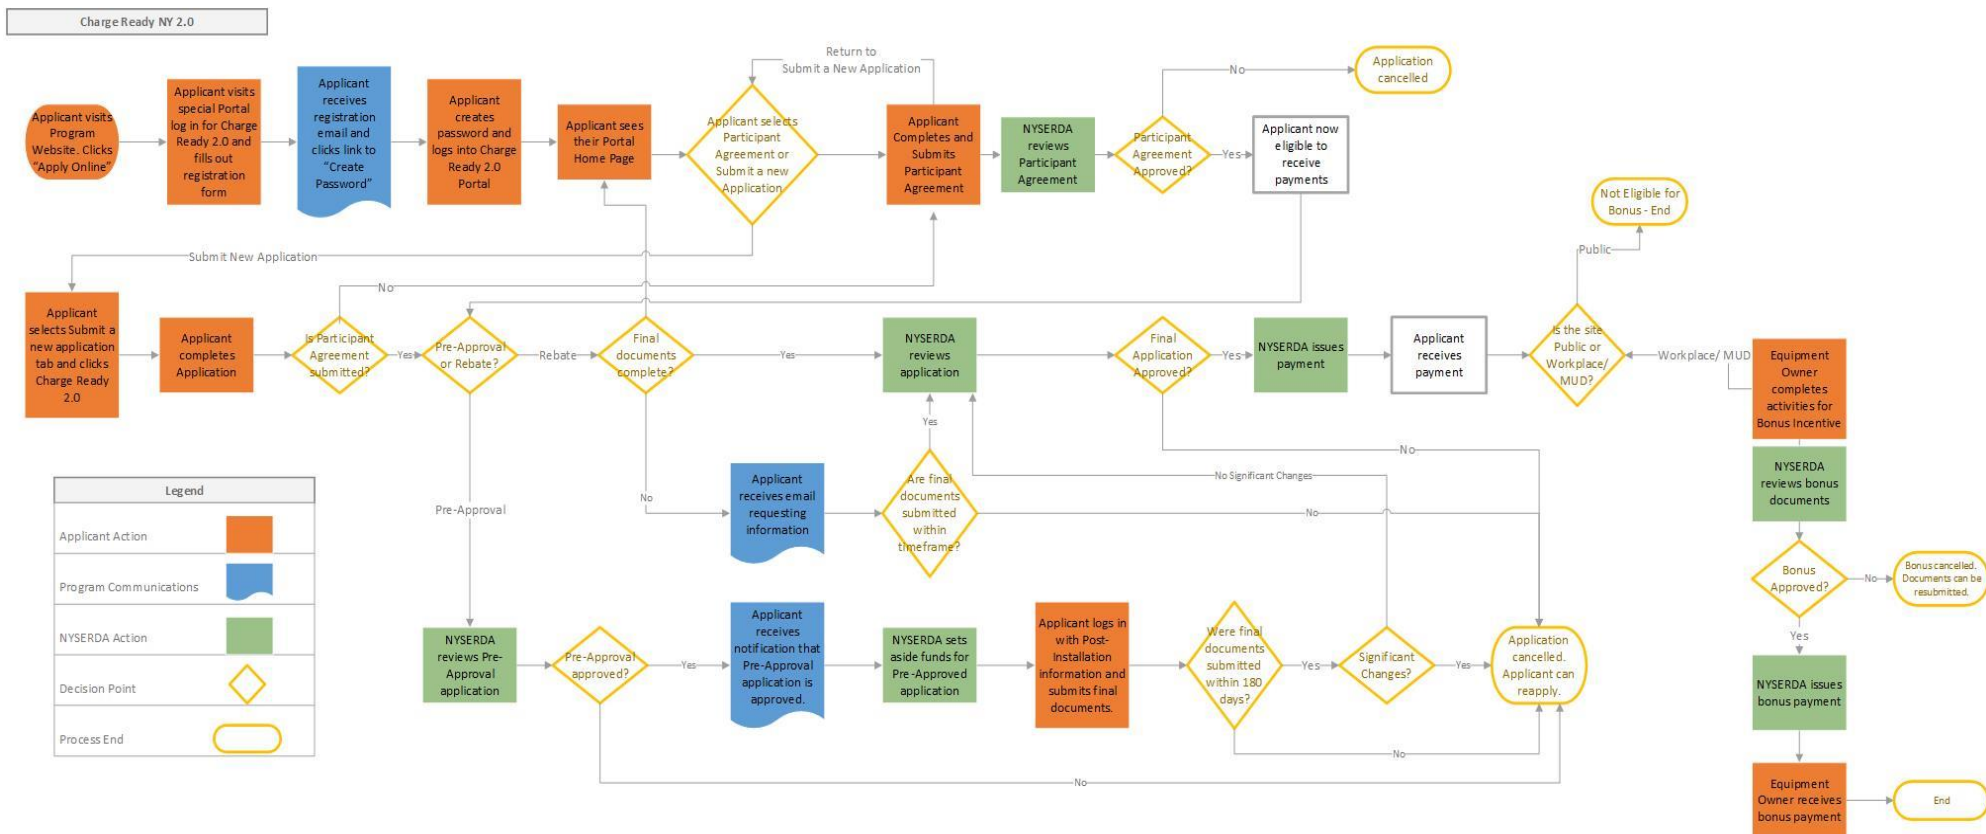 Charge Ready NY 2.0
Applicant visits
Program
Website. Clicks
“Apply Online”
Applicant visits
special Portal
log in for Charge
Ready 2.0 and
fills out
registration
form
Applicant
receives
registration
email and
clicks link to
“Create
Password”
Applicant
creates
password and
logs into Charge
Ready 2.0
Portal
Applicant sees
their Portal
Home Page
Return to
Submit a New Application
Applicant selects
Participant
Agreement or
Submit a new
Application
Applicant
Completes and
Submits
Participant
Agreement
NYSERDA
reviews
Participant
Agreement
Participant
Agreement
Approved?
No
Application
cancelled
Yes
Applicant now
eligible to
receive
payments
Not Eligible for
Bonus - End
Public
Submit New Application
No
Applicant
selects Submit a
new application
tab and clicks
Charge Ready
2.0
Applicant
completes
Application
Is Participant
Agreement
submitted?
Yes
Pre-Approval
or Rebate?
Rebate
Final
documents
complete?
Yes
NYSERDA
reviews
application
Final
Application
Approved?
Yes
NYSERDA issues
payment
Applicant
receives
payment
Is the site
Public or
Workplace/
MUD?
Workplace/ MUD
Equipment
Owner
completes
activities for
Bonus Incentive
Yes
No
No Significant Changes
Pre-Approval
No
Applicant
receives email
requesting
information
Are final
documents
submitted
within
timeframe?
No
NYSERDA
reviews bonus
documents
Bonus
Approved?
No
Bonus cancelled.
Documents can be
resubmitted.
Yes
Legend
Applicant Action
Program Communications
NYSERDA Action
Decision Point
Process End
NYSERDA
reviews Pre-
Approval
application
Pre-Approval
approved?
Yes
Applicant
receives
notification that
Pre-Approval
application is
approved.
NYSERDA sets
aside funds for
Pre-Approved
application
Applicant logs in
with Post-
Installation
information and
submits final
documents.
Were final
documents
submitted
within 180
days?
Yes
Significant
Changes?
Yes
Application
cancelled.
Applicant can
reapply.
No
No
NYSERDA issues
bonus payment
Equipment
Owner receives
bonus payment
End